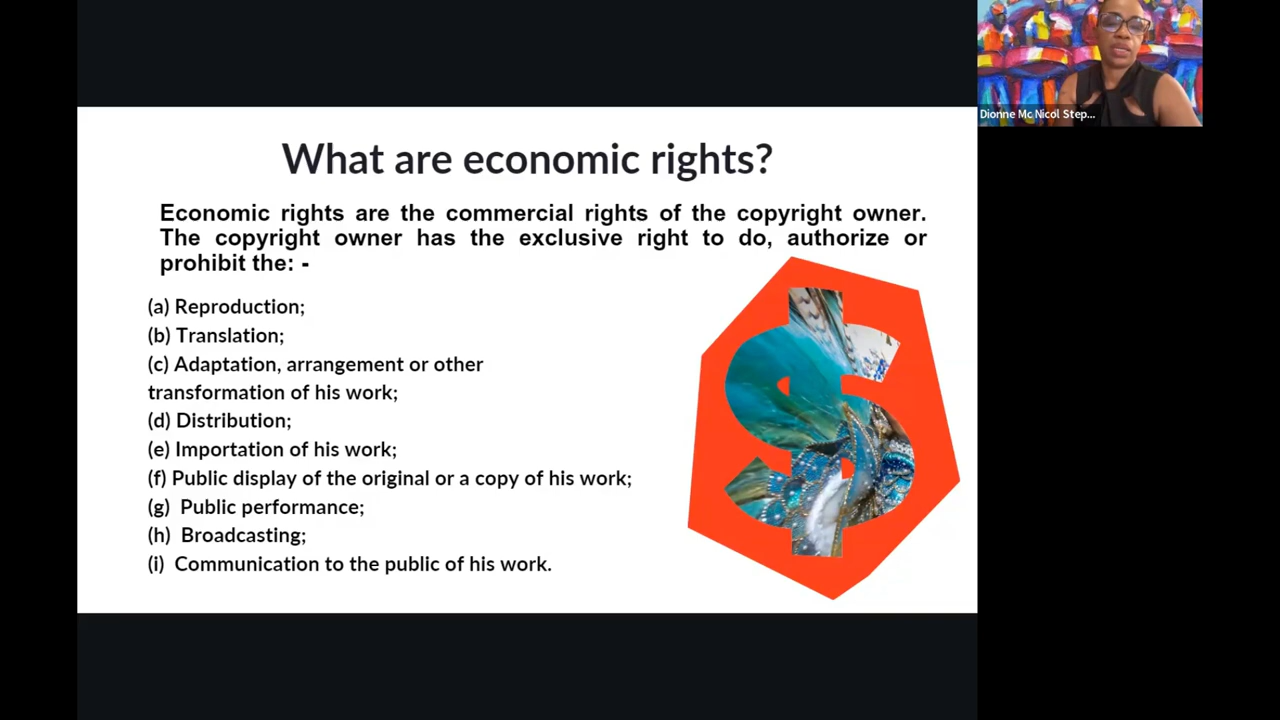 What are economic rights?
Economic rights are the commercial rights of the copyright owner.
The copyright owner has the exclusive right to do, authorize or
prohibit the: -
(a) Reproduction;
(b) Translation;
(c) Adaptation, arrangement or other
transformation of his work;
(d) Distribution;
(e) Importation of his work;
(f) Public display of the original or a copy of his work;
(g) Public performance;
(h) Broadcasting;
(i) Communication to the public of his work.
Dionne Mc Nicol Step...